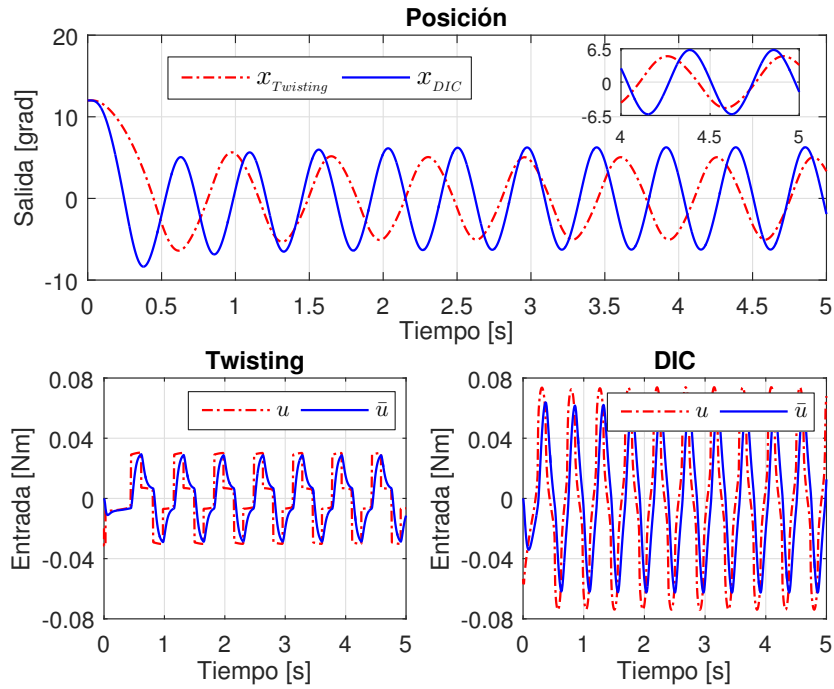 Posición
20
10
0
-10
Salida [grad]
x_Twisting x_DIC
6.5
0
-6.5
4 4.5 5
0 0.5 1 1.5 2 2.5 3 3.5 4 4.5 5
Tiempo [s]
Twisting
0.08
0.04
0
-0.04
-0.08
Entrada [Nm]
u ū
0 1 2 3 4 5
Tiempo [s]
DIC
0.08
0.04
0
-0.04
-0.08
Entrada [Nm]
u ū
0 1 2 3 4 5
Tiempo [s]